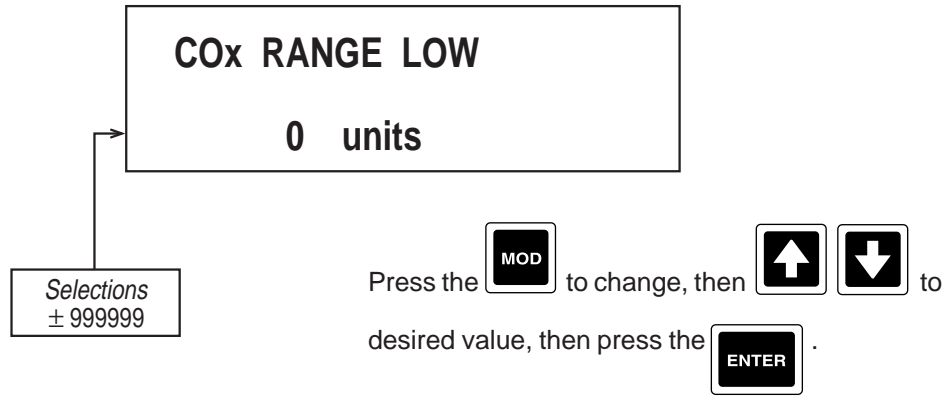 COx RANGE LOW
0 units
Selections
± 999999
Press the MOD to change, then to
desired value, then press the ENTER .